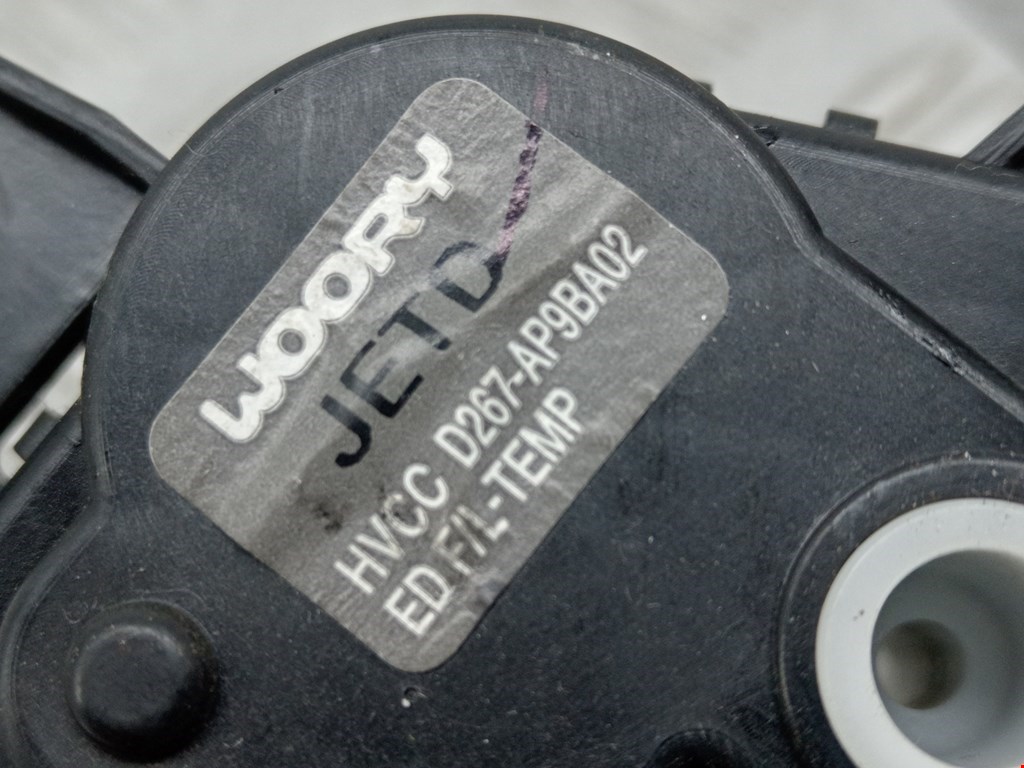 WOORY
JETD
HVCC D267-AP9BA02
ED F/L-TEMP